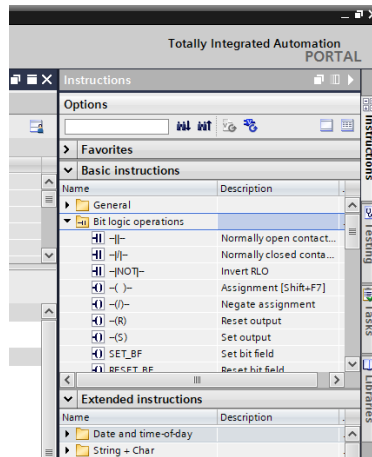 Totally Integrated Automation
PORTAL
Instructions
Options
Favorites
Basic instructions
Name Description
General
Bit logic operations
-||- Normally open contact...
-|/|- Normally closed conta...
-|NOT|- Invert RLO
-( )- Assignment [Shift+F7]
-(/)- Negate assignment
-(R) Reset output
-(S) Set output
SET_BF Set bit field
RESET_BF Reset bit field
Extended instructions
Name Description
Date and time-of-day
String + Char
Instructions
Testing
Tasks
Libraries